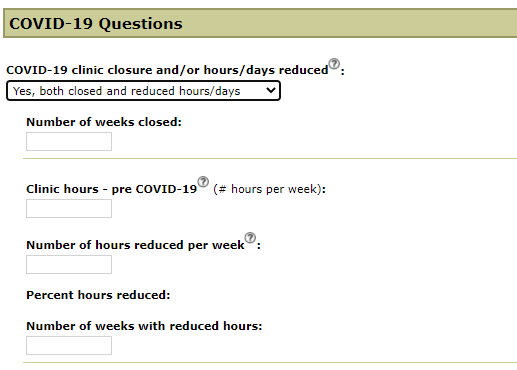 COVID-19 Questions
COVID-19 clinic closure and/or hours/days reduced?:
Yes, both closed and reduced hours/days
Number of weeks closed:
Clinic hours - pre COVID-19? (# hours per week):
Number of hours reduced per week?:
Percent hours reduced:
Number of weeks with reduced hours: